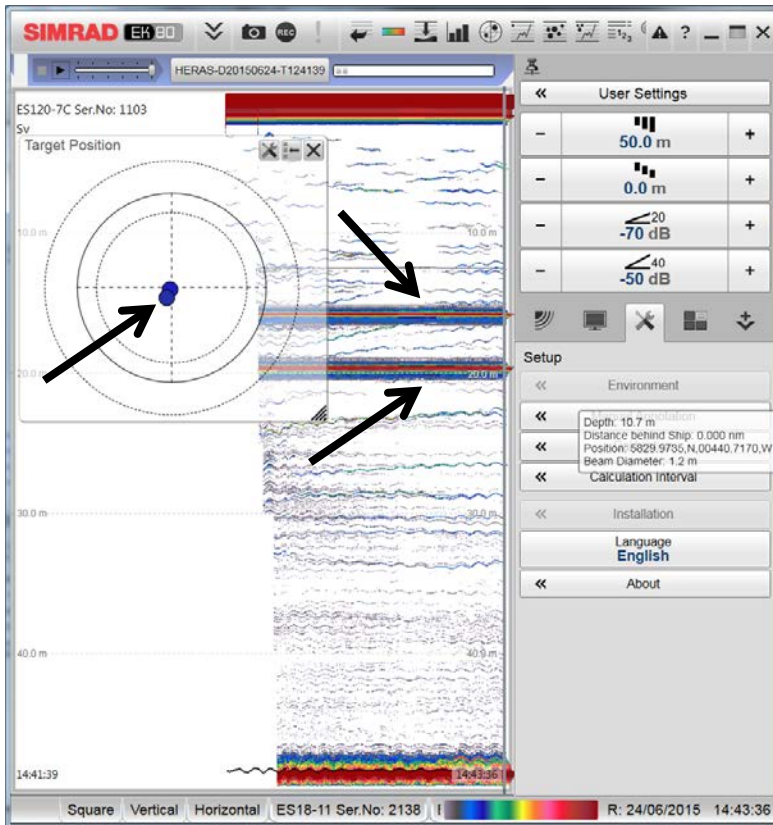 SIMRAD EK80
REC
123
?
HERAS-D20150624-T124139
ES120-7C Ser.No: 1103
Sv
Target Position
10.0 m
10.0 m
20.0 m
20.0 m
30.0 m
30.0 m
40.0 m
40.0 m
14:41:39
14:43:36
User Settings
50.0 m
0.0 m
20
-70 dB
40
-50 dB
Setup
Environment
Depth: 10.7 m
Distance behind Ship: 0.000 nm
Position: 5829.9735,N,00440.7170,W
Beam Diameter: 1.2 m
Calculation Interval
Installation
Language
English
About
Square
Vertical
Horizontal
ES18-11 Ser.No: 2138
R: 24/06/2015 14:43:36